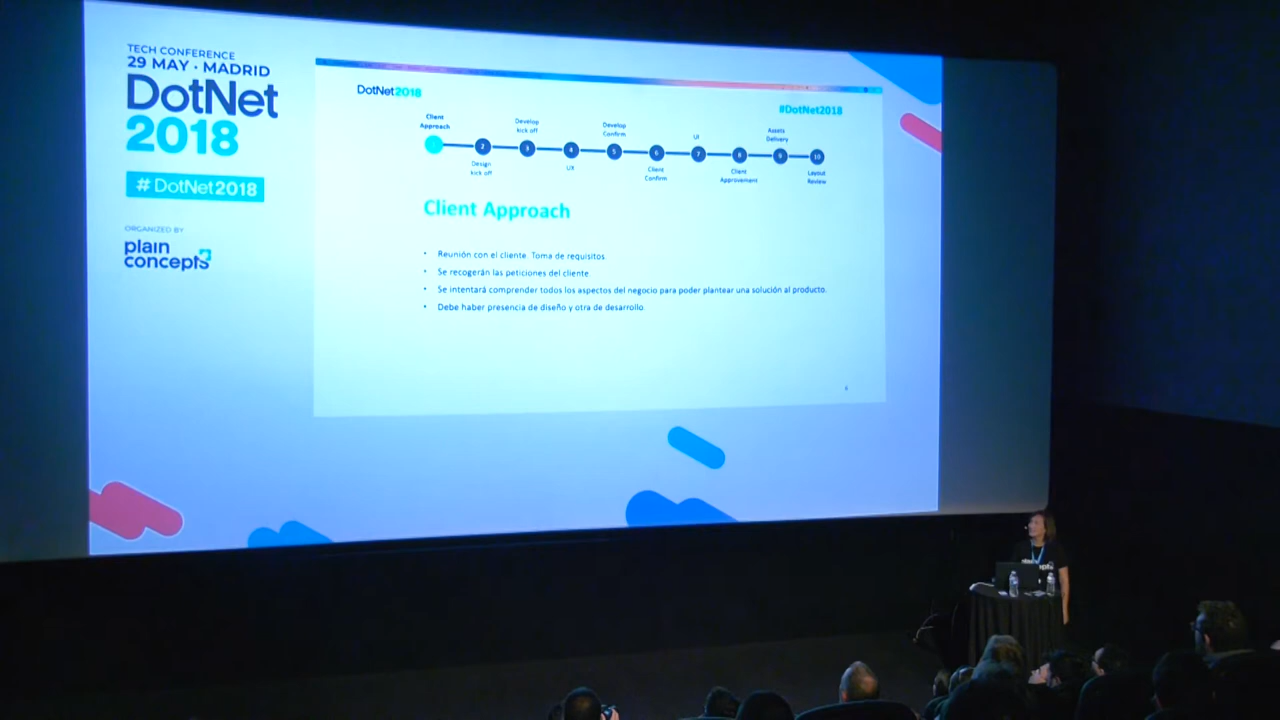 TECH CONFERENCE
29 MAY · MADRID
DotNet
2018
# DotNet2018
ORGANIZED BY
plain
concepts
DotNet2018
#DotNet2018
Client
Approach
Develop
kick off
Develop
Confirm
UI
Assets
Delivery
1 2 3 4 5 6 7 8 9 10
Design
kick off
UX
Client
Confirm
Client
Approvement
Layout
Review
Client Approach
• Reunión con el cliente Toma de requisitos
• Se recogerán las peticiones del cliente
• Se intentará comprender todos los aspectos del negocio para poder plantear una solución al producto.
• Debe haber presencia de diseño y otra de desarrollo